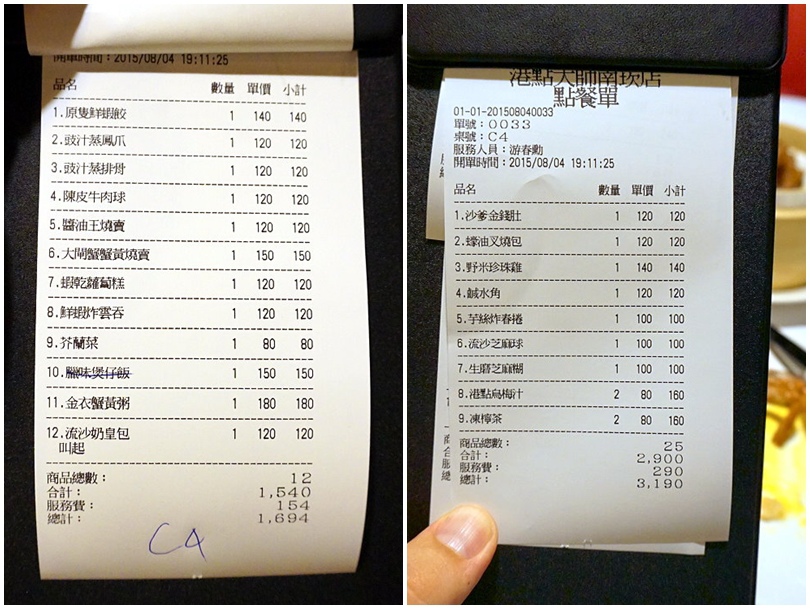 開單時間：2015/08/04 19:11:25
品名 數量 單價 小計
1.原隻鮮蝦餃 1 140 140
2.豉汁蒸鳳爪 1 120 120
3.豉汁蒸排骨 1 120 120
4.陳皮牛肉球 1 120 120
5.醬油王燒賣 1 120 120
6.大閘蟹蟹黃燒賣 1 150 150
7.蝦乾蘿蔔糕 1 120 120
8.鮮蝦炸雲吞 1 120 120
9.芥蘭菜 1 80 80
10.臘味煲仔飯 1 150 150
11.金衣蟹黃粥 1 180 180
12.流沙奶皇包 1 120 120
叫起
商品總數： 12
合計： 1,540
服務費： 154
總計： 1,694
C4
港點大師南崁店
點餐單
01-01-201508040033
單號：0033
桌號：C4
服務人員：游春勳
開單時間：2015/08/04 19:11:25
品名 數量 單價 小計
1.沙爹金錢肚 1 120 120
2.蠔油叉燒包 1 120 120
3.野米珍珠雞 1 140 140
4.鹹水角 1 120 120
5.芋絲炸春捲 1 100 100
6.流沙芝麻球 1 100 100
7.生磨芝麻糊 1 100 100
8.港點烏梅汁 2 80 160
9.凍檸茶 2 80 160
商品總數： 25
合計： 2,900
服務費： 290
總計： 3,190